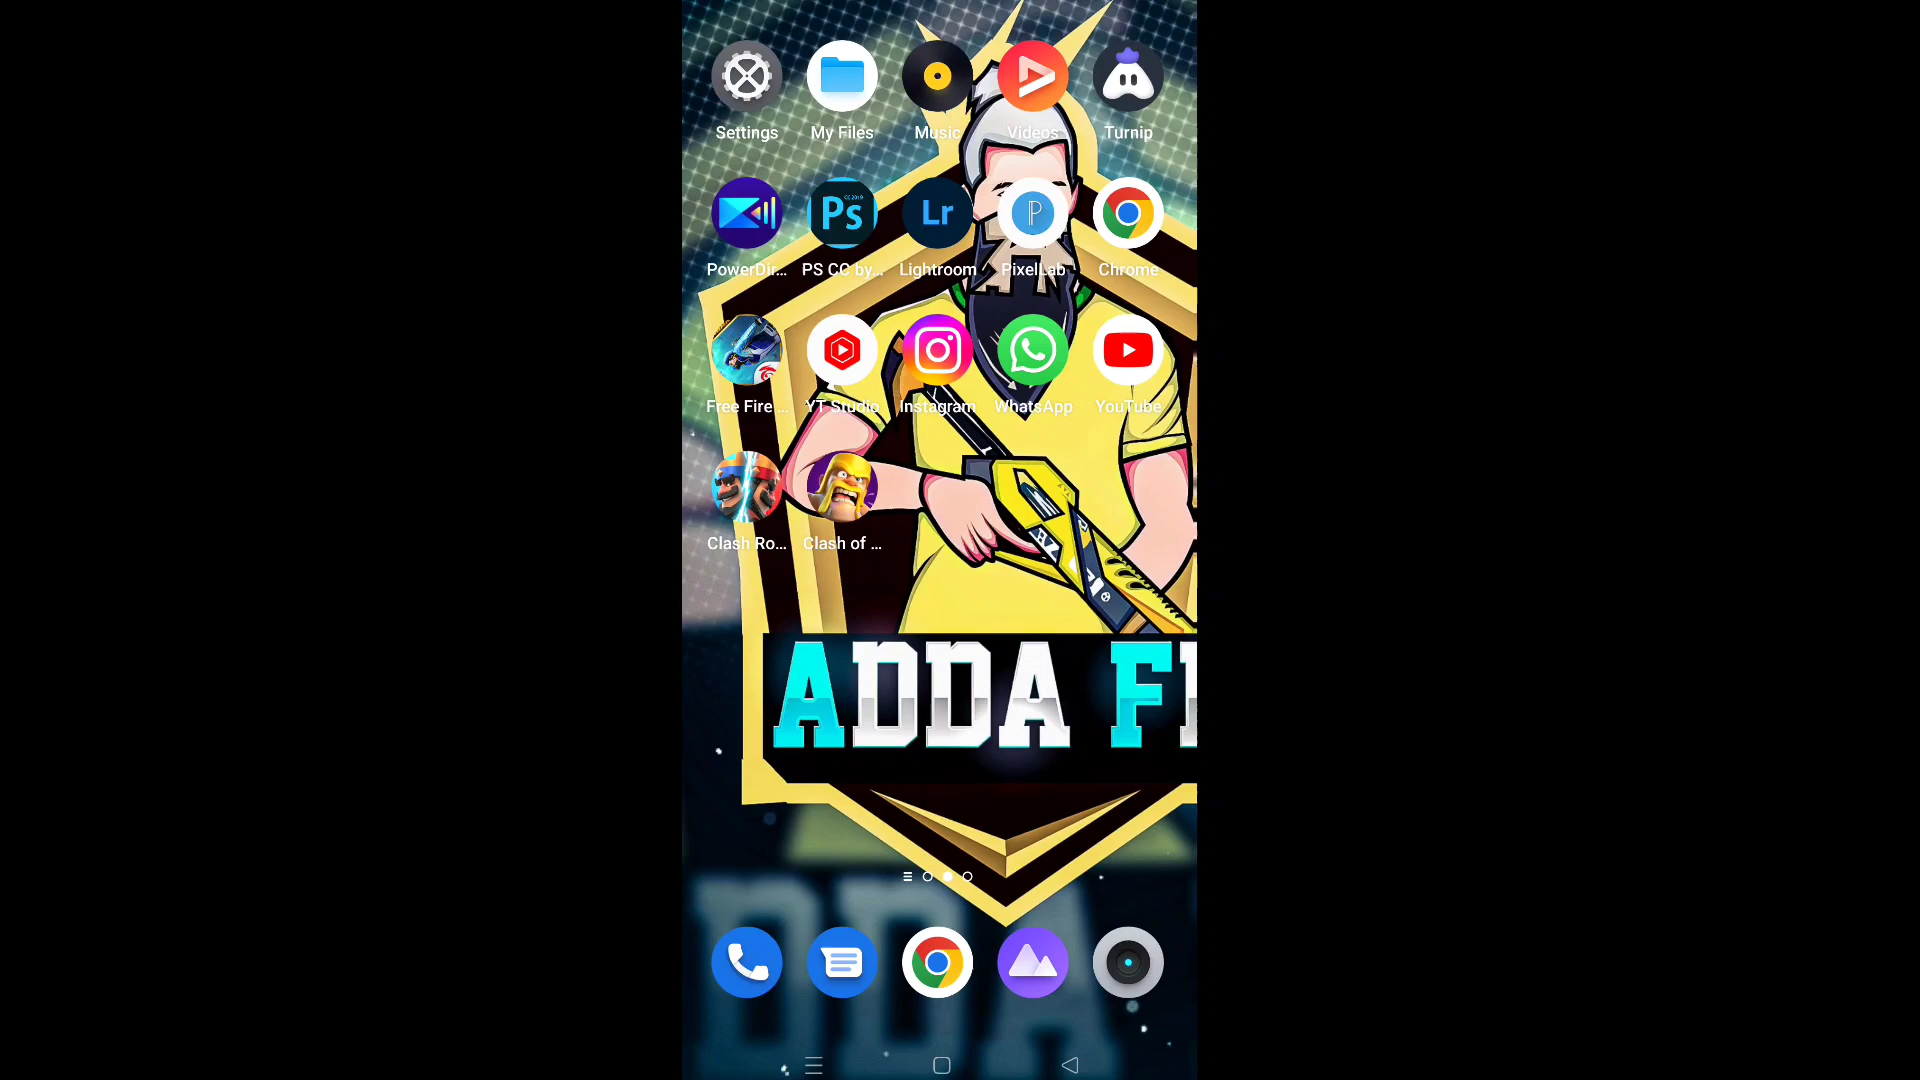 Settings My Files Music Videos Turnip
PowerDir... PS CC by... Lightroom PixelLab Chrome
Free Fire ... YT Studio Instagram WhatsApp YouTube
Clash Ro... Clash of ...
ADDA F